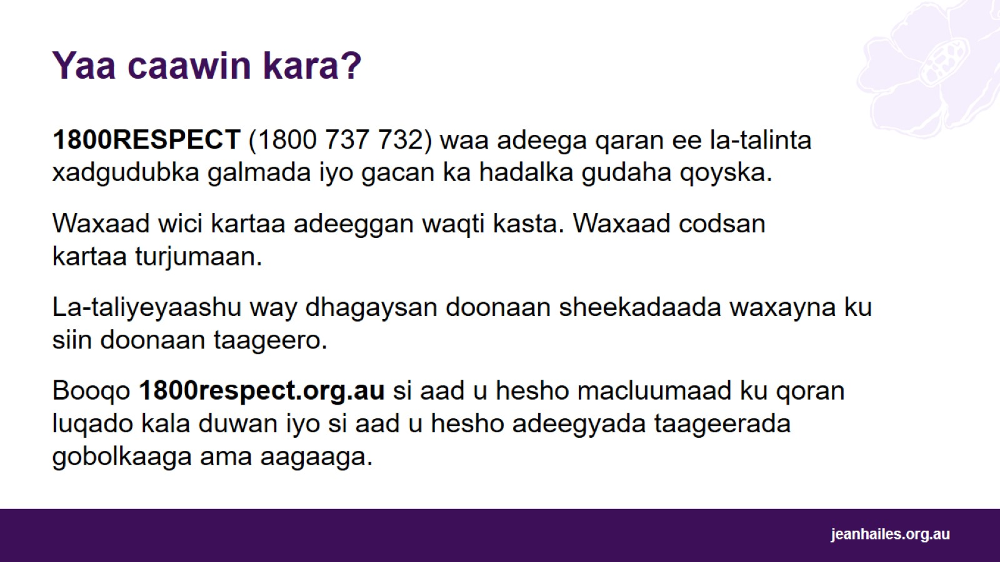 Yaa caawin kara?
1800RESPECT (1800 737 732) waa adeega qaran ee la-talinta
xadgudubka galmada iyo gacan ka hadalka gudaha qoyska.
Waxaad wici kartaa adeeggan waqti kasta. Waxaad codsan
kartaa turjumaan.
La-taliyeyaashu way dhagaysan doonaan sheekadaada waxayna ku
siin doonaan taageero.
Booqo 1800respect.org.au si aad u hesho macluumaad ku qoran
luqado kala duwan iyo si aad u hesho adeegyada taageerada
gobolkaaga ama aagaaga.
jeanhailes.org.au